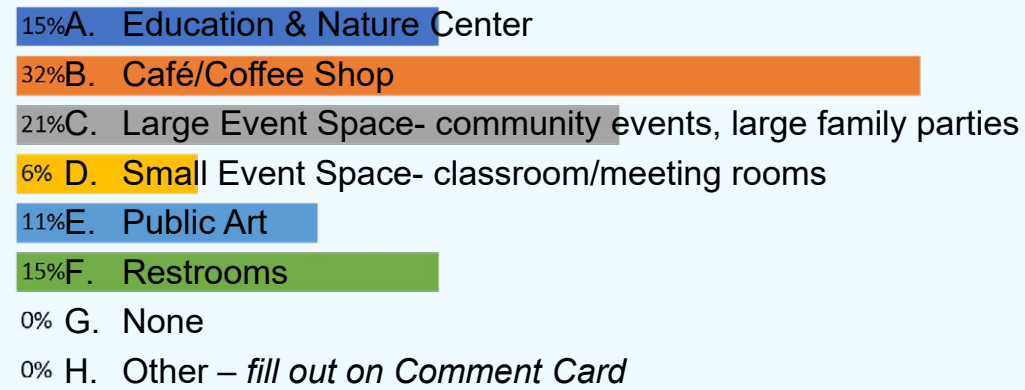 15% A. Education & Nature Center
32% B. Café/Coffee Shop
21% C. Large Event Space- community events, large family parties
6% D. Small Event Space- classroom/meeting rooms
11% E. Public Art
15% F. Restrooms
0% G. None
0% H. Other – fill out on Comment Card